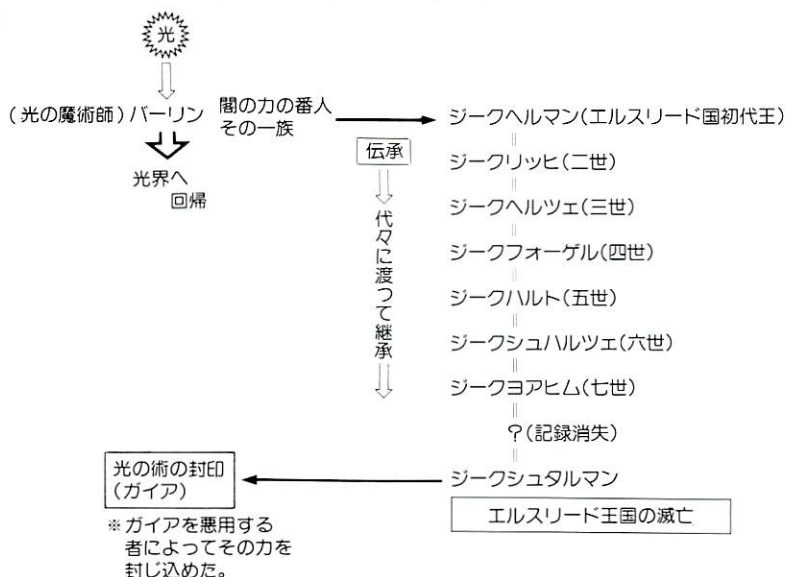 光
(光の魔術師)バーリン
闇の力の番人
その一族
光界へ
回帰
伝承
代々に渡つて継承
ジークヘルマン(エルスリード国初代王)
ジークリッヒ(二世)
ジークヘルツェ(三世)
ジークフォーゲル(四世)
ジークハルト(五世)
ジークシュハルツェ(六世)
ジークヨアヒム(七世)
?(記録消失)
ジークシュタルマン
エルスリード王国の滅亡
光の術の封印
(ガイア)
※ガイアを悪用する
者によってその力を
封じ込めた。